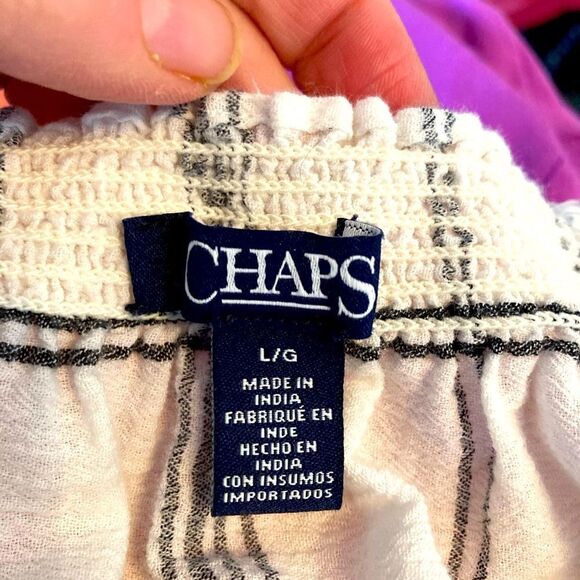 CHAPS
L/G
MADE IN
INDIA
FABRIQUÉ EN
INDE
HECHO EN
INDIA
CON INSUMOS
IMPORTADOS